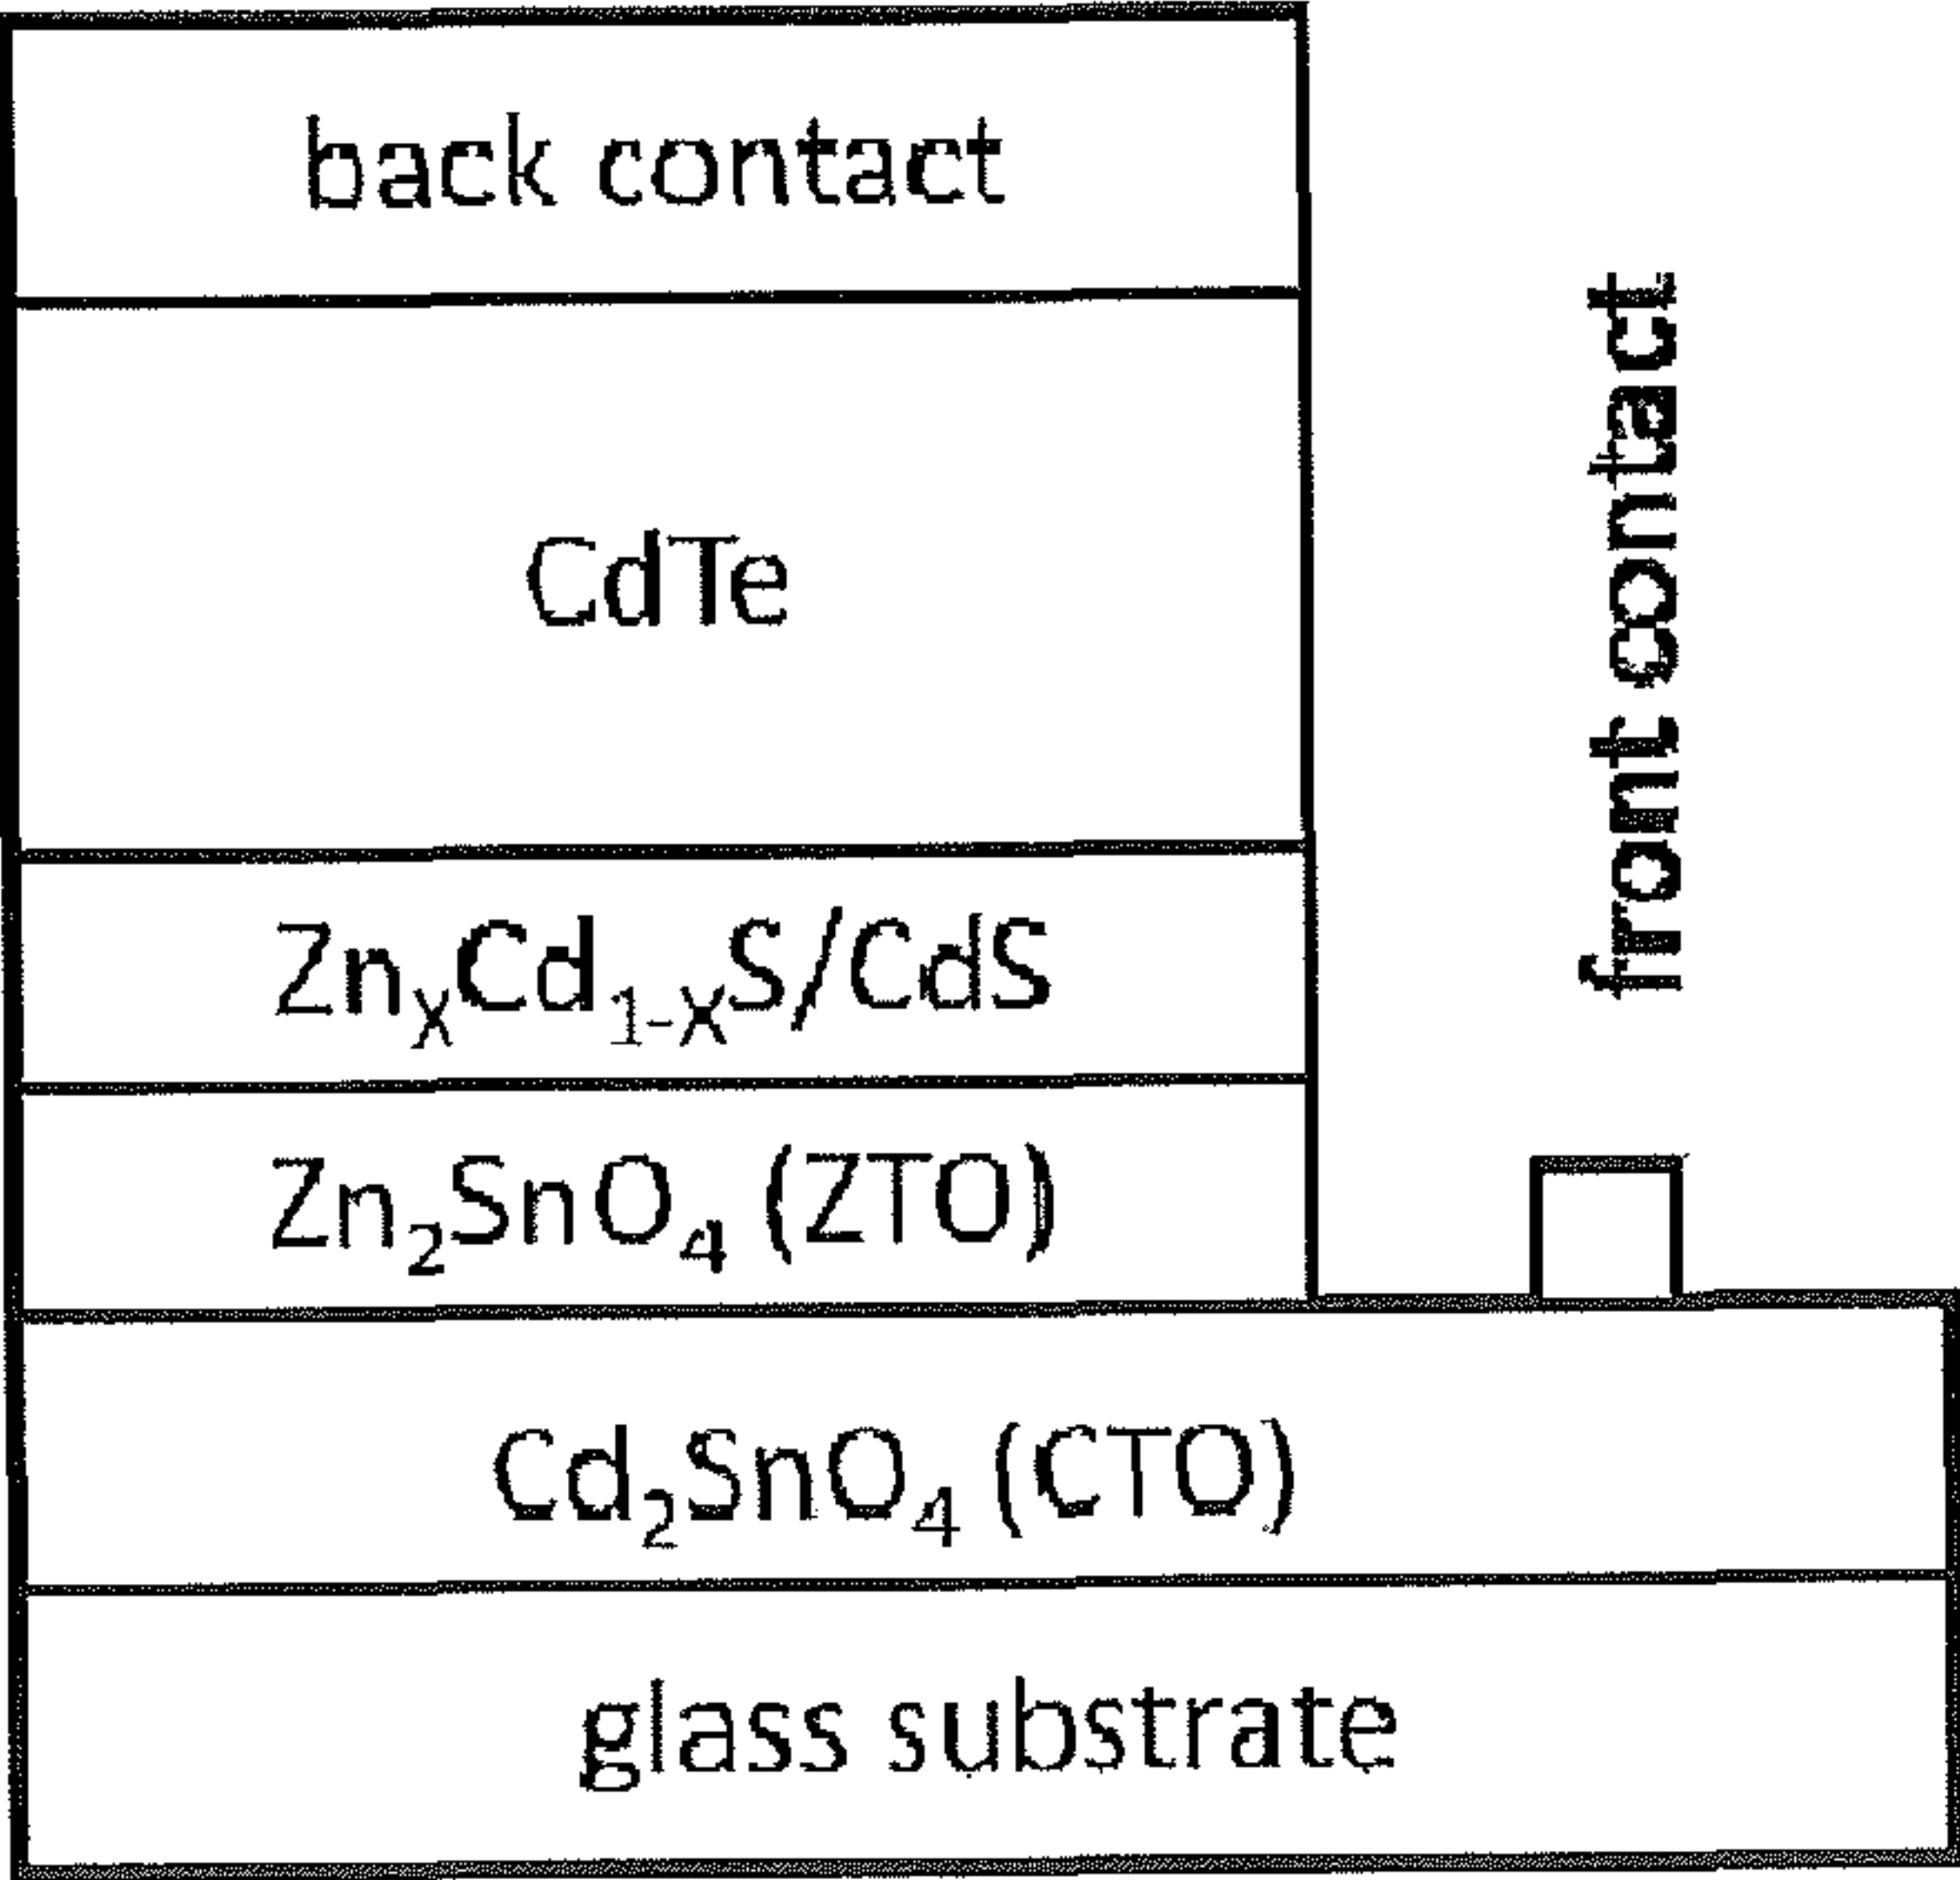 back contact
CdTe
ZnₓCd₁₋ₓS/CdS
Zn₂SnO₄ (ZTO)
Cd₂SnO₄ (CTO)
glass substrate
front contact